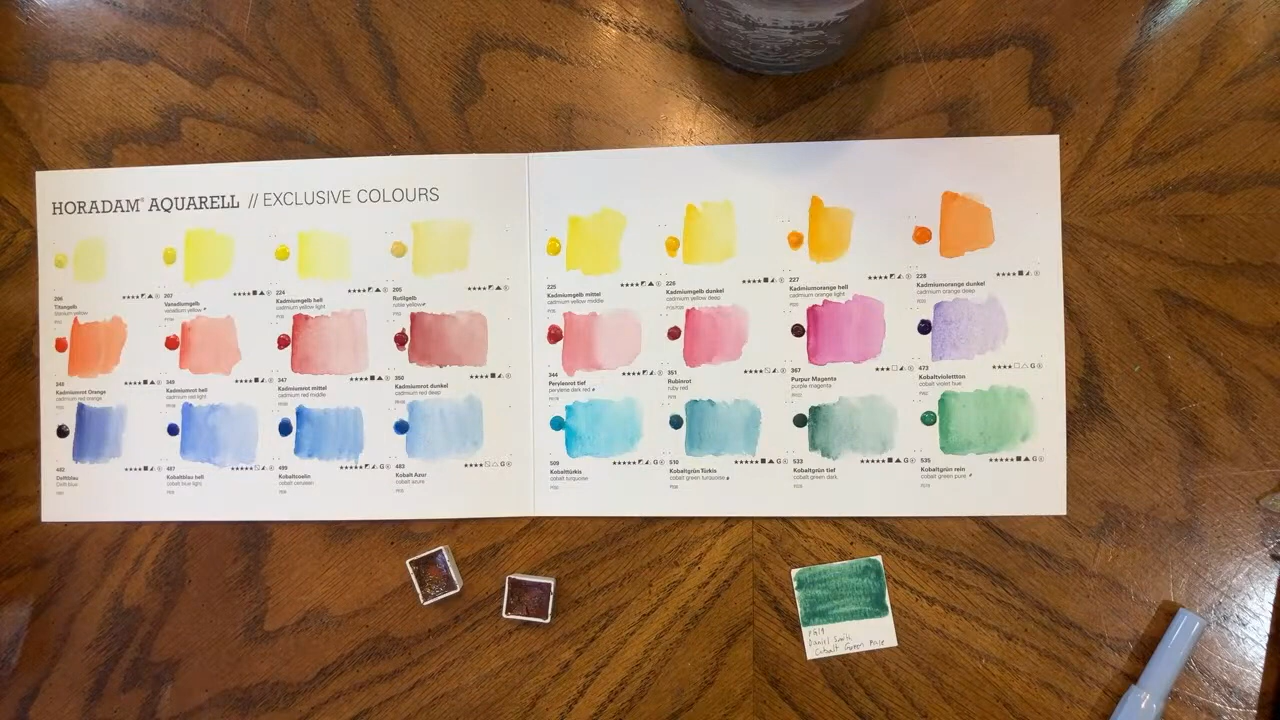 HORADAM® AQUARELL // EXCLUSIVE COLOURS
206
Titangelb
titanium yellow
207
Vanadiumgelb
vanadium yellow
224
Kadmiumgelb hell
cadmium yellow light
205
Rutilgelb
rutile yellow
225
Kadmiumgelb mittel
cadmium yellow middle
226
Kadmiumgelb dunkel
cadmium yellow deep
227
Kadmiumorange hell
cadmium orange light
228
Kadmiumorange dunkel
cadmium orange deep
348
Kadmiumrot Orange
cadmium red orange
349
Kadmiumrot hell
cadmium red light
347
Kadmiumrot mittel
cadmium red middle
350
Kadmiumrot dunkel
cadmium red deep
344
Perylenrot tief
perylene dark red
351
Rubinrot
ruby red
367
Purpur Magenta
purple magenta
473
Kobaltviolettton
cobalt violet hue
482
Delftblau
Delft blue
487
Kobaltblau hell
cobalt blue light
499
Kobaltcoelin
cobalt cerulean
483
Kobalt Azur
cobalt azure
509
Kobalttürkis
cobalt turquoise
510
Kobaltgrün Türkis
cobalt green turquoise
533
Kobaltgrün tief
cobalt green dark
535
Kobaltgrün rein
cobalt green pure
PG19
Daniel Smith
Cobalt Green Pale